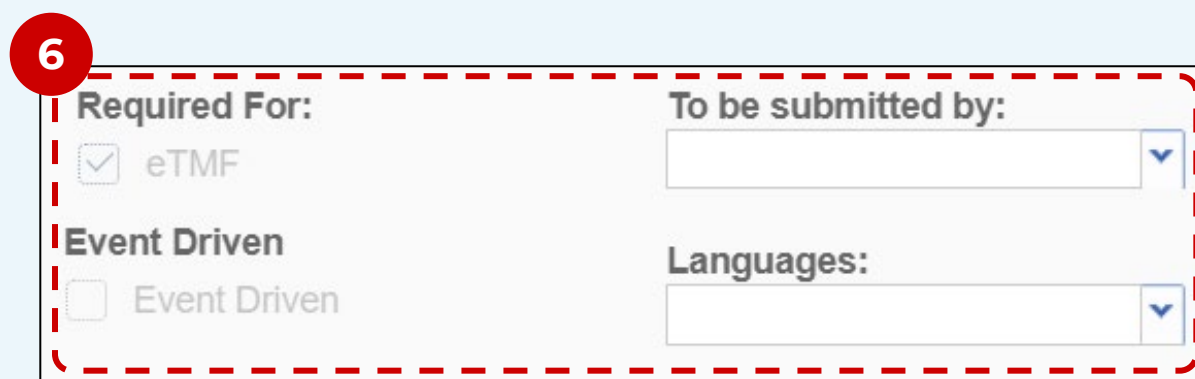 6
Required For:
To be submitted by:
eTMF
Event Driven
Languages:
Event Driven